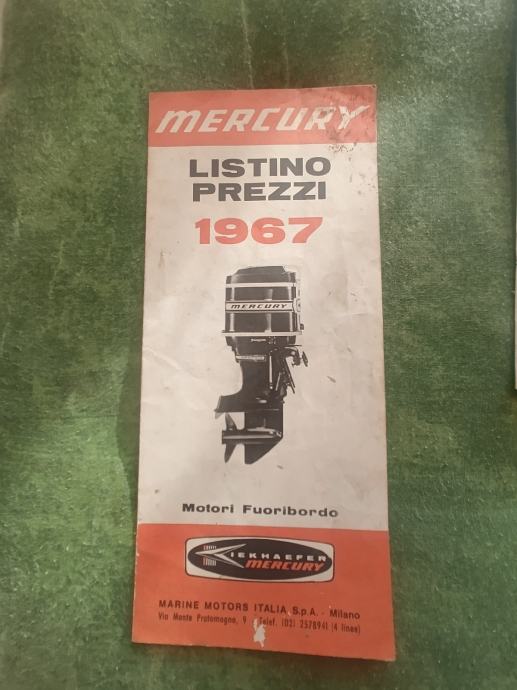 MERCURY
LISTINO
PREZZI
1967
MERCURY
Motori Fuoribordo
KIEKHAEFER
MERCURY
MARINE MOTORS ITALIA S.p.A. - Milano
Via Monte Pratomagno, 9 Telef. (02) 2578941 (4 linee)